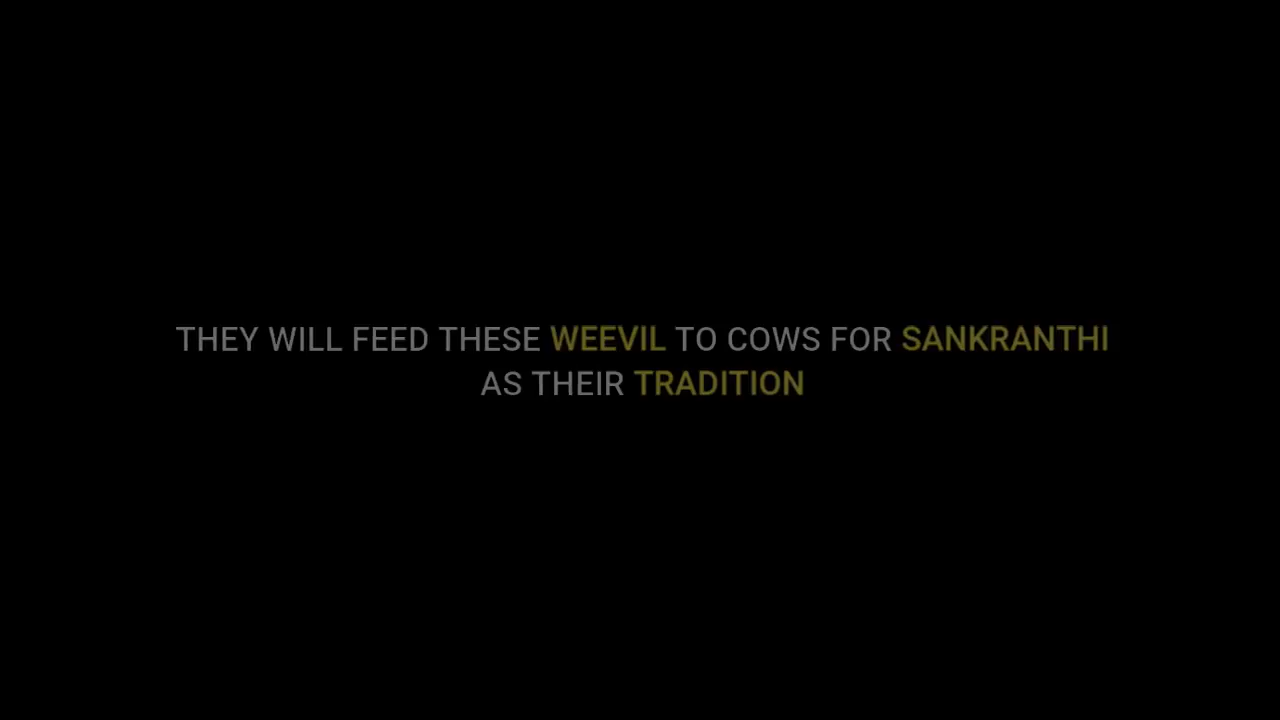 THEY WILL FEED THESE WEEVIL TO COWS FOR SANKRANTHI
AS THEIR TRADITION